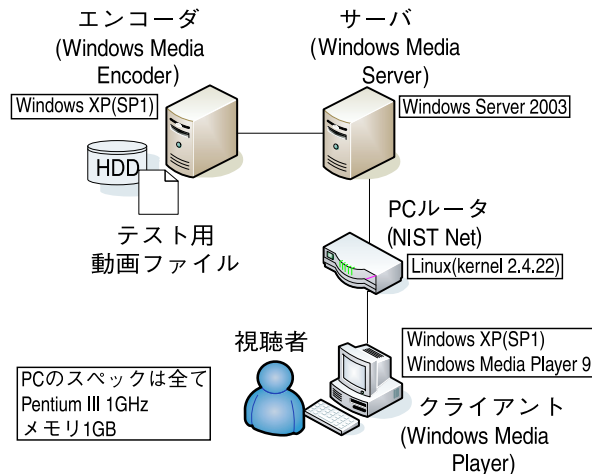 エンコーダ
(Windows Media
Encoder)
Windows XP(SP1)
HDD
テスト用
動画ファイル
サーバ
(Windows Media
Server)
Windows Server 2003
PCルータ
(NIST Net)
Linux(kernel 2.4.22)
視聴者
Windows XP(SP1)
Windows Media Player 9
クライアント
(Windows Media
Player)
PCのスペックは全て
Pentium III 1GHz
メモリ1GB